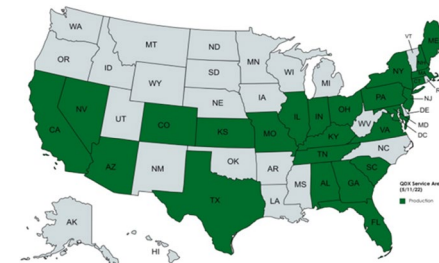 WA
MT
ND
MN
VT
ME
OR
ID
SD
WI
NY
WY
MI
IA
PA
NJ
NE
NV
OH
DE
UT
IL
IN
MD
CO
WV
VA
DC
CA
KS
MO
KY
NC
TN
AZ
NM
OK
AR
SC
MS
AL
GA
TX
LA
FL
AK
HI
QDX Service Area
(5/11/22)
Production